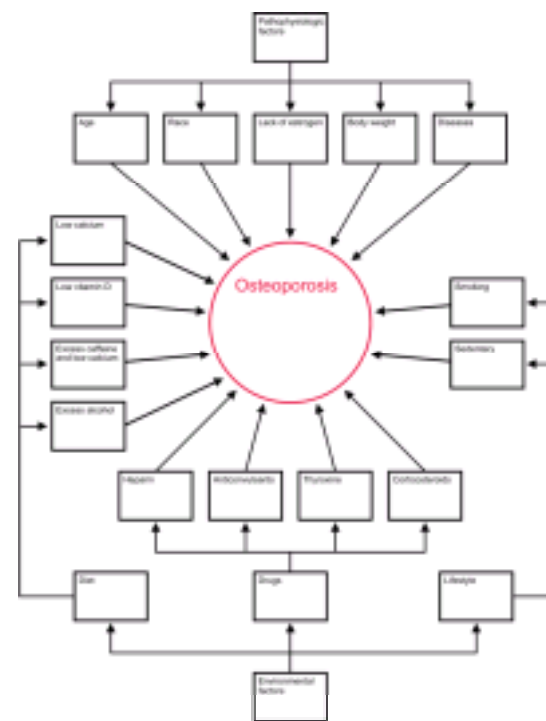 Pathophysiologic
factors
Age
Race
Lack of estrogen
Body weight
Diseases
Low calcium
Osteoporosis
Smoking
Low vitamin D
Excess caffeine
and low calcium
Sedentary
Excess alcohol
Heparin
Anticonvulsants
Thyroxine
Corticosteroids
Diet
Drugs
Lifestyle
Environmental
factors